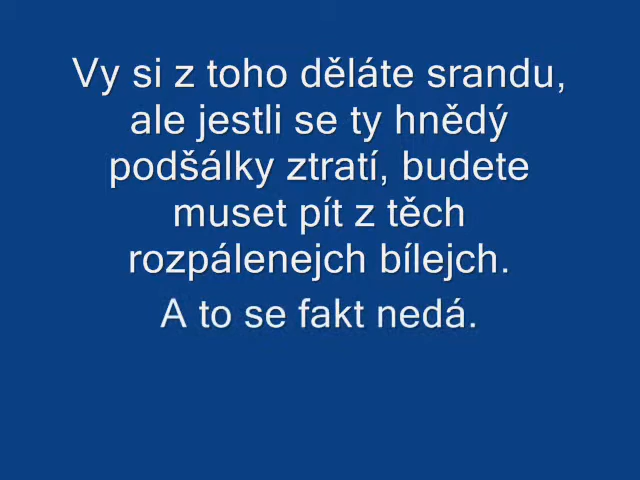 Vy si z toho děláte srandu,
ale jestli se ty hnědý
podšálky ztratí, budete
muset pít z těch
rozpálenejch bílejch.
A to se fakt nedá.